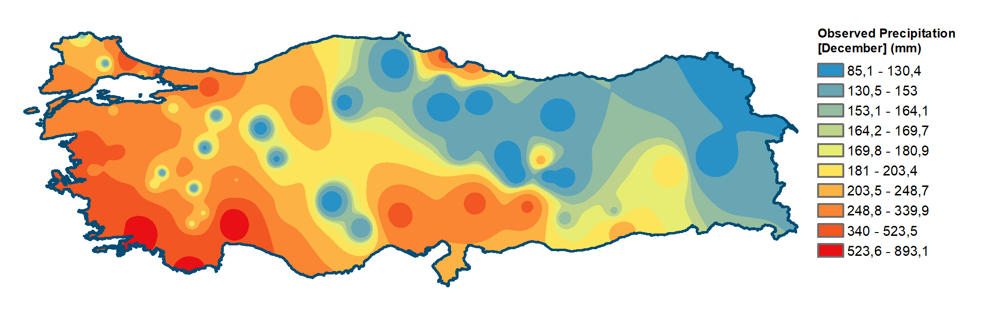 Observed Precipitation
[December] (mm)
85,1 - 130,4
130,5 - 153
153,1 - 164,1
164,2 - 169,7
169,8 - 180,9
181 - 203,4
203,5 - 248,7
248,8 - 339,9
340 - 523,5
523,6 - 893,1